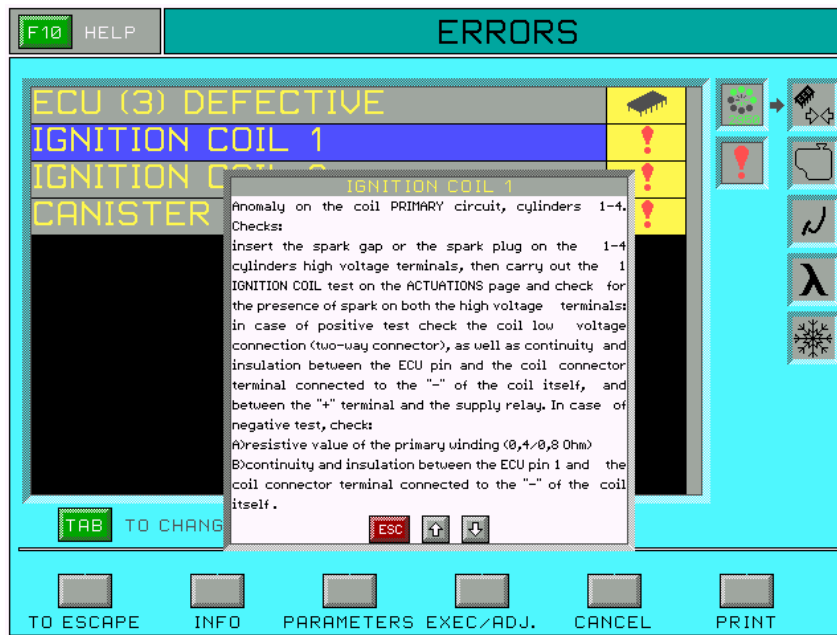 F10 HELP
ERRORS
ECU (3) DEFECTIVE
IGNITION COIL 1
IGNITION C
CANISTER
IGNITION COIL 1
Anomaly on the coil PRIMARY circuit, cylinders 1-4.
Checks:
insert the spark gap or the spark plug on the 1-4
cylinders high voltage terminals, then carry out the 1
IGNITION COIL test on the ACTUATIONS page and check for
the presence of spark on both the high voltage terminals:
in case of positive test check the coil low voltage
connection (two-way connector), as well as continuity and
insulation between the ECU pin and the coil connector
terminal connected to the "-" of the coil itself, and
between the "+" terminal and the supply relay. In case of
negative test, check:
A)resistive value of the primary winding (0,4/0,8 Ohm)
B)continuity and insulation between the ECU pin 1 and the
coil connector terminal connected to the "-" of the coil
itself.
ESC
λ
TAB TO CHANG
TO ESCAPE INFO PARAMETERS EXEC/ADJ. CANCEL PRINT